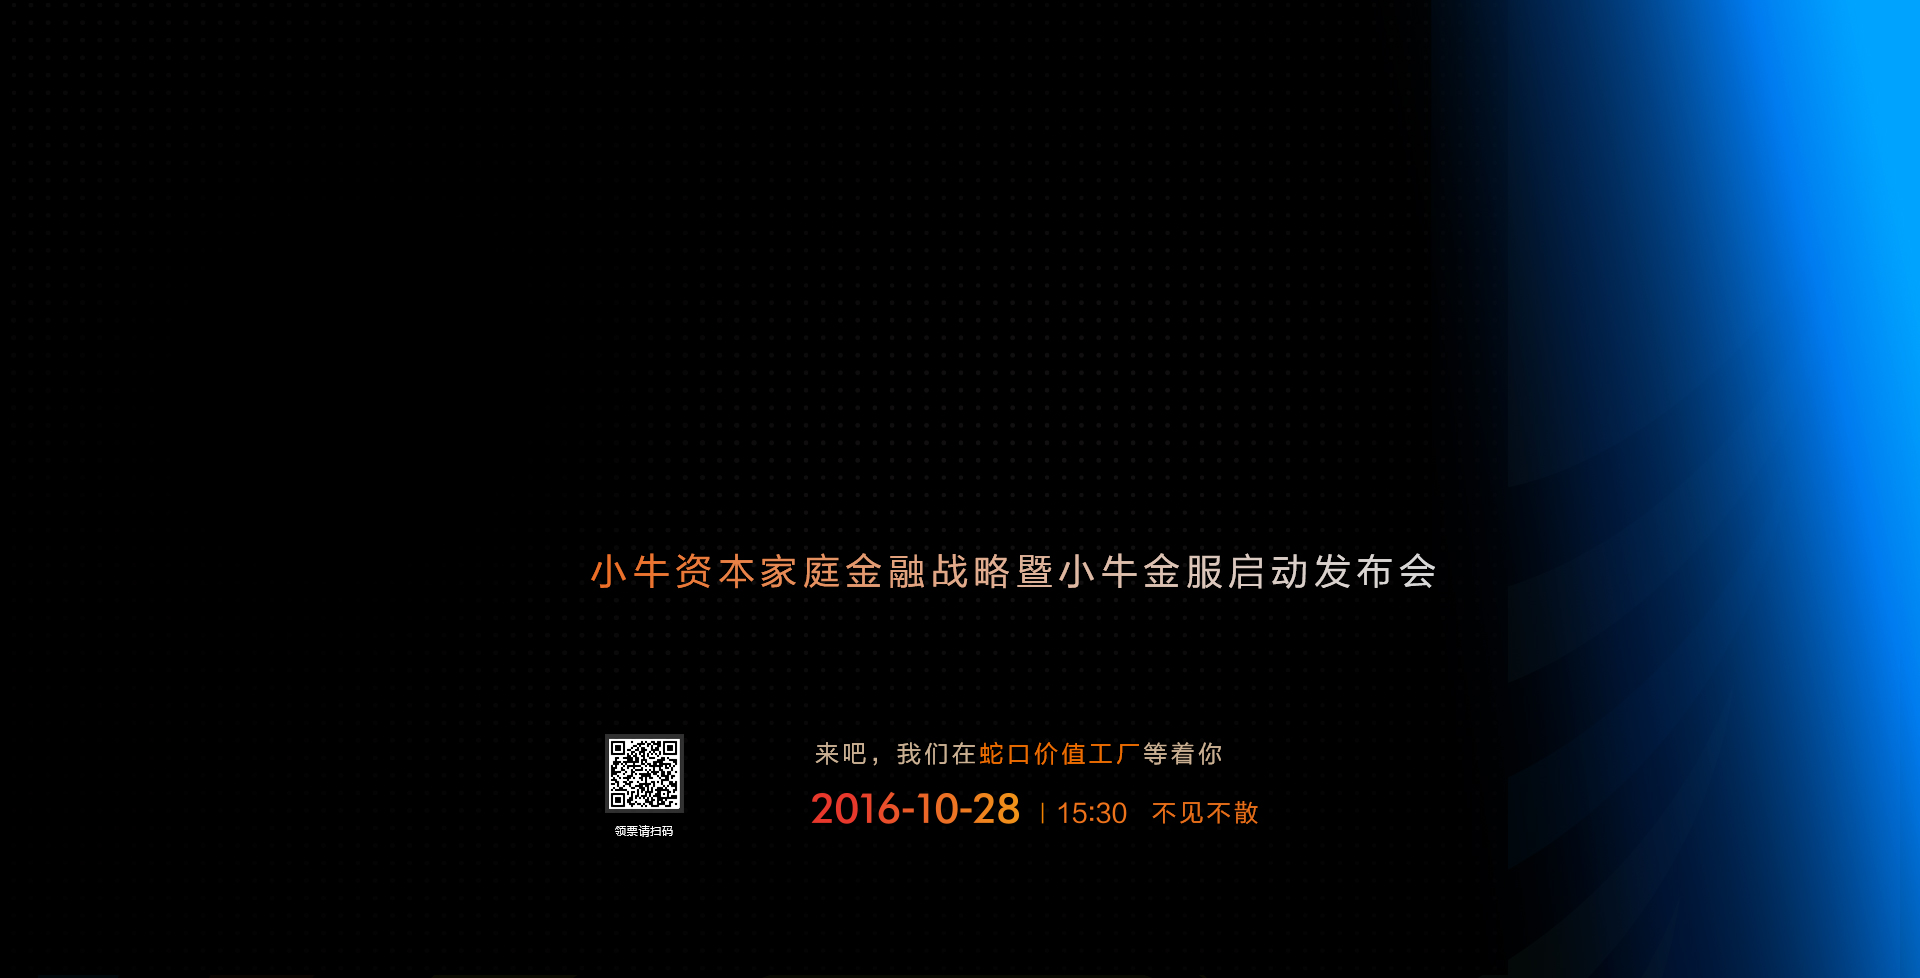 小牛资本家庭金融战略暨小牛金服启动发布会
来吧，我们在蛇口价值工厂等着你
2016-10-28 | 15:30 不见不散
领票请扫码